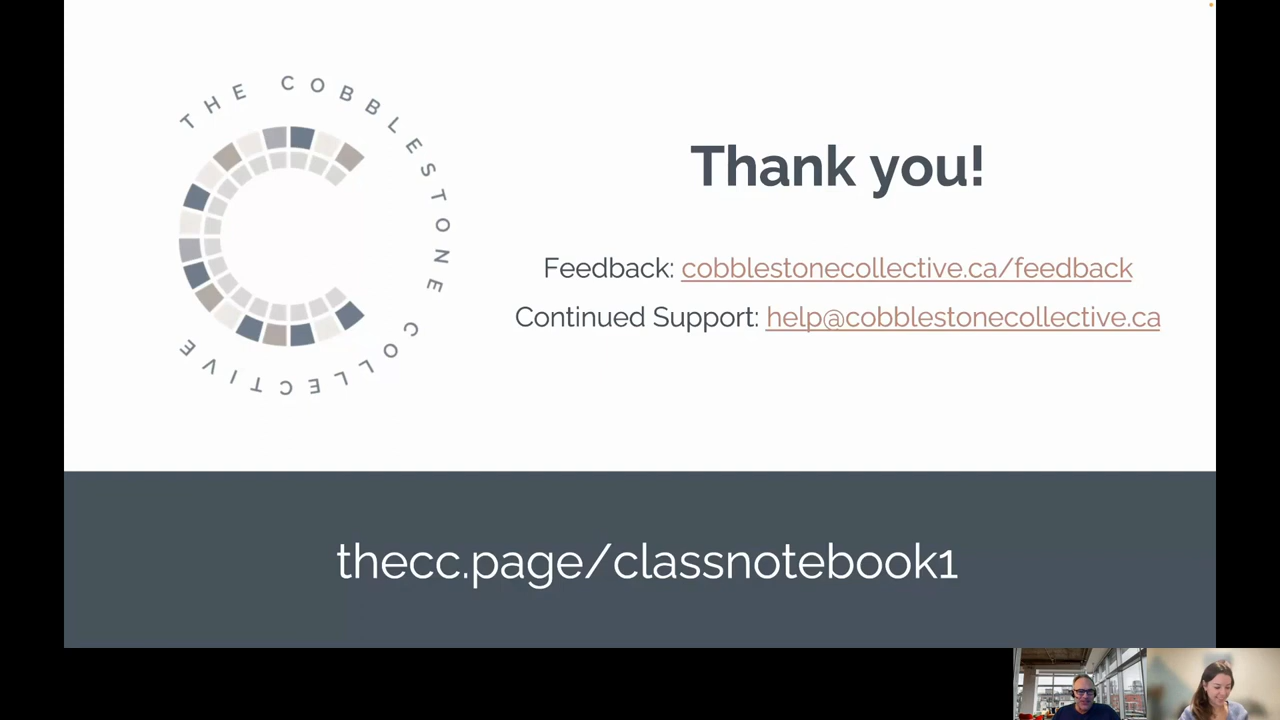 THE COBBLESTONE COLLECTIVE
Thank you!
Feedback: cobblestonecollective.ca/feedback
Continued Support: help@cobblestonecollective.ca
thecc.page/classnotebook1